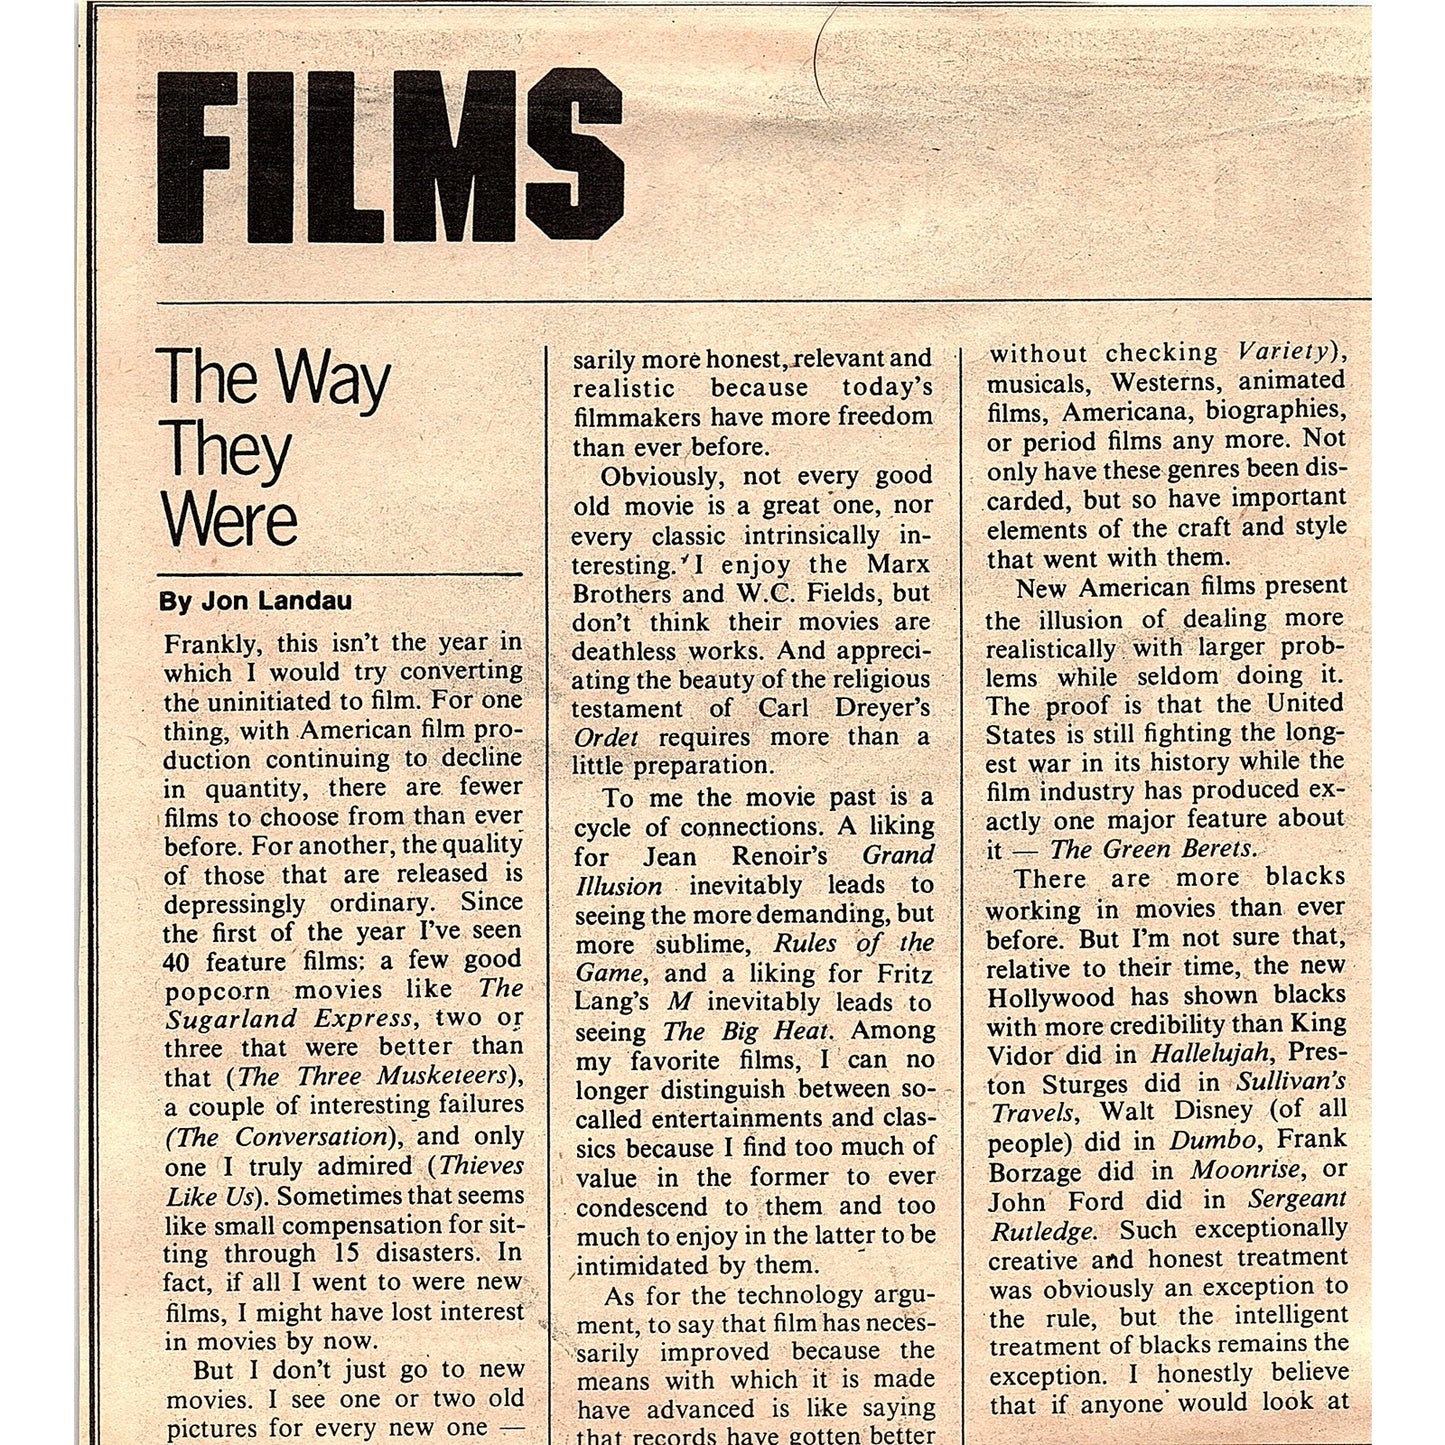 FILMS
The Way
They
Were
By Jon Landau
Frankly, this isn't the year in
which I would try converting
the uninitiated to film. For one
thing, with American film pro-
duction continuing to decline
in quantity, there are fewer
films to choose from than ever
before. For another, the quality
of those that are released is
depressingly ordinary. Since
the first of the year I've seen
40 feature films: a few good
popcorn movies like The
Sugarland Express, two or
three that were better than
that (The Three Musketeers),
a couple of interesting failures
(The Conversation), and only
one I truly admired (Thieves
Like Us). Sometimes that seems
like small compensation for sit-
ting through 15 disasters. In
fact, if all I went to were new
films, I might have lost interest
in movies by now.
But I don't just go to new
movies. I see one or two old
pictures for every new one —
sarily more honest, relevant and
realistic because today's
filmmakers have more freedom
than ever before.
Obviously, not every good
old movie is a great one, nor
every classic intrinsically in-
teresting. I enjoy the Marx
Brothers and W.C. Fields, but
don't think their movies are
deathless works. And appreci-
ating the beauty of the religious
testament of Carl Dreyer's
Ordet requires more than a
little preparation.
To me the movie past is a
cycle of connections. A liking
for Jean Renoir's Grand
Illusion inevitably leads to
seeing the more demanding, but
more sublime, Rules of the
Game, and a liking for Fritz
Lang's M inevitably leads to
seeing The Big Heat. Among
my favorite films, I can no
longer distinguish between so-
called entertainments and clas-
sics because I find too much of
value in the former to ever
condescend to them and too
much to enjoy in the latter to be
intimidated by them.
As for the technology argu-
ment, to say that film has neces-
sarily improved because the
means with which it is made
have advanced is like saying
that records have gotten better
without checking Variety),
musicals, Westerns, animated
films, Americana, biographies,
or period films any more. Not
only have these genres been dis-
carded, but so have important
elements of the craft and style
that went with them.
New American films present
the illusion of dealing more
realistically with larger prob-
lems while seldom doing it.
The proof is that the United
States is still fighting the long-
est war in its history while the
film industry has produced ex-
actly one major feature about
it — The Green Berets.
There are more blacks
working in movies than ever
before. But I'm not sure that,
relative to their time, the new
Hollywood has shown blacks
with more credibility than King
Vidor did in Hallelujah, Pres-
ton Sturges did in Sullivan's
Travels, Walt Disney (of all
people) did in Dumbo, Frank
Borzage did in Moonrise, or
John Ford did in Sergeant
Rutledge. Such exceptionally
creative and honest treatment
was obviously an exception to
the rule, but the intelligent
treatment of blacks remains the
exception. I honestly believe
that if anyone would look at